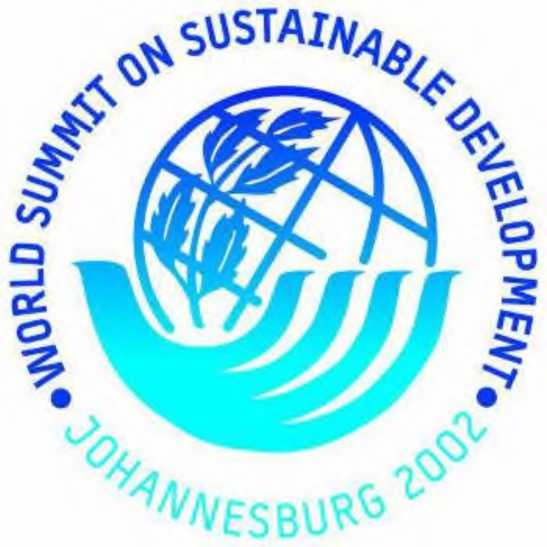 • WORLD SUMMIT ON SUSTAINABLE DEVELOPMENT •
JOHANNESBURG 2002